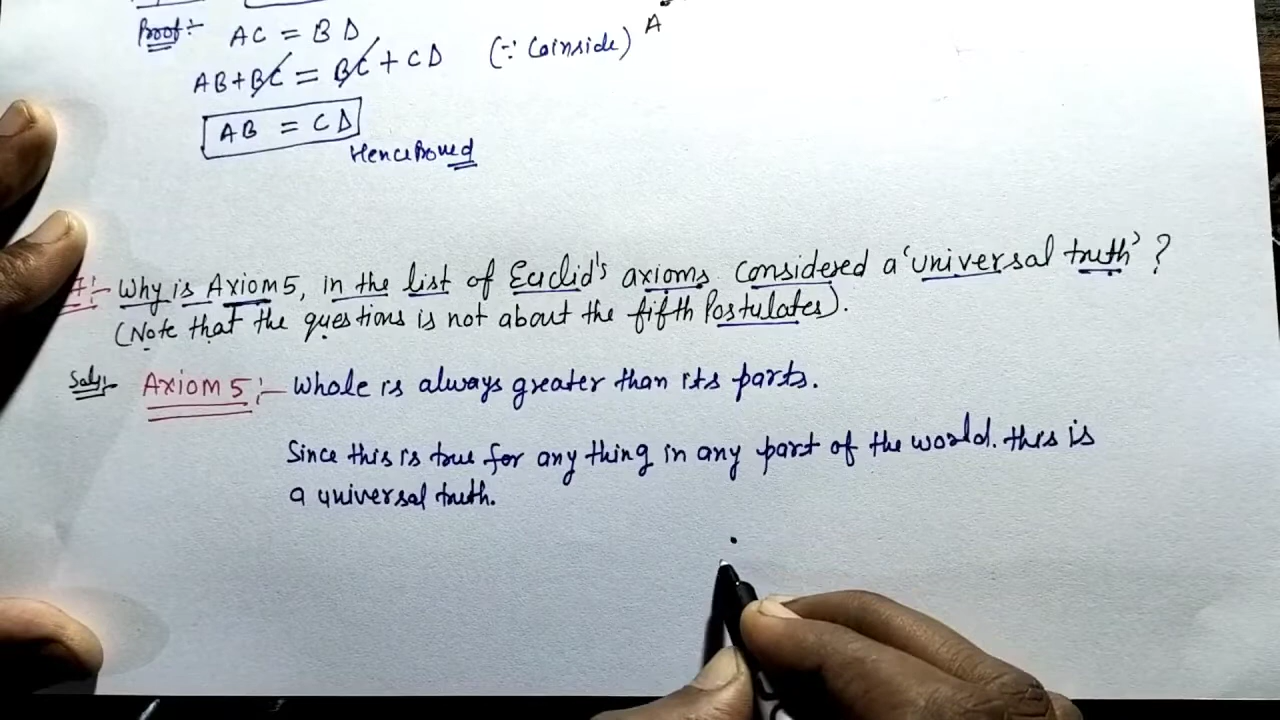 Proof:- AC = BD
AB+BC = BC + CD (∵ Coinside) A
AB = CD
Hence Proved
7:- Why is Axiom 5, in the list of Euclid's axioms. Considered a 'universal truth' ?
(Note that the questions is not about the fifth Postulates).
Soln:- Axiom 5:- Whole is always greater than its parts.
Since this is true for any thing in any part of the world. this is
a universal truth.